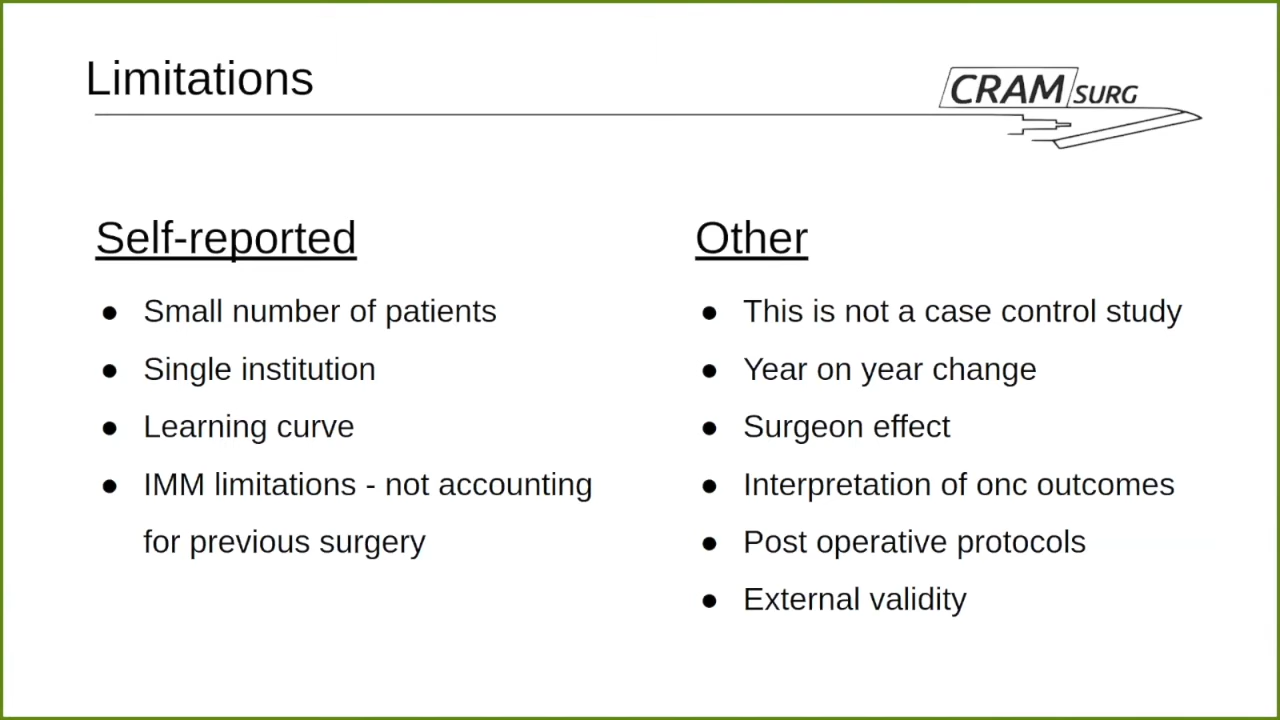 Limitations
CRAM SURG
Self-reported
● Small number of patients
● Single institution
● Learning curve
● IMM limitations - not accounting
for previous surgery
Other
● This is not a case control study
● Year on year change
● Surgeon effect
● Interpretation of onc outcomes
● Post operative protocols
● External validity